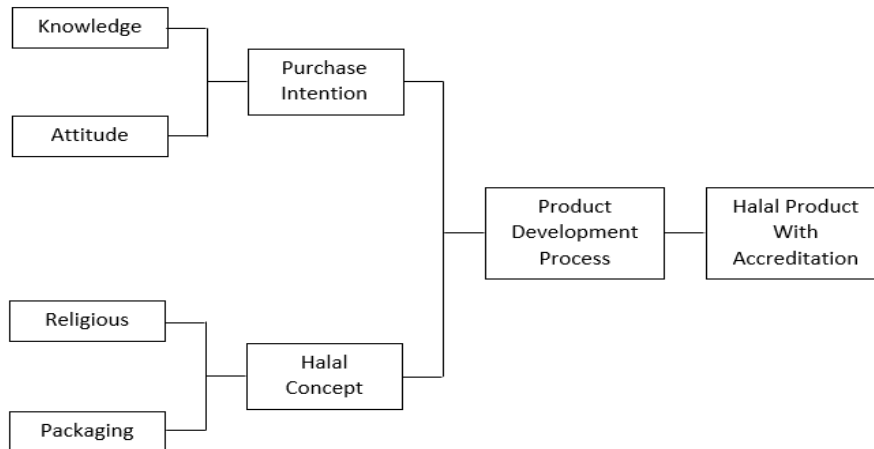 Knowledge
Purchase
Intention
Attitude
Product
Development
Process
Halal Product
With
Accreditation
Religious
Halal
Concept
Packaging